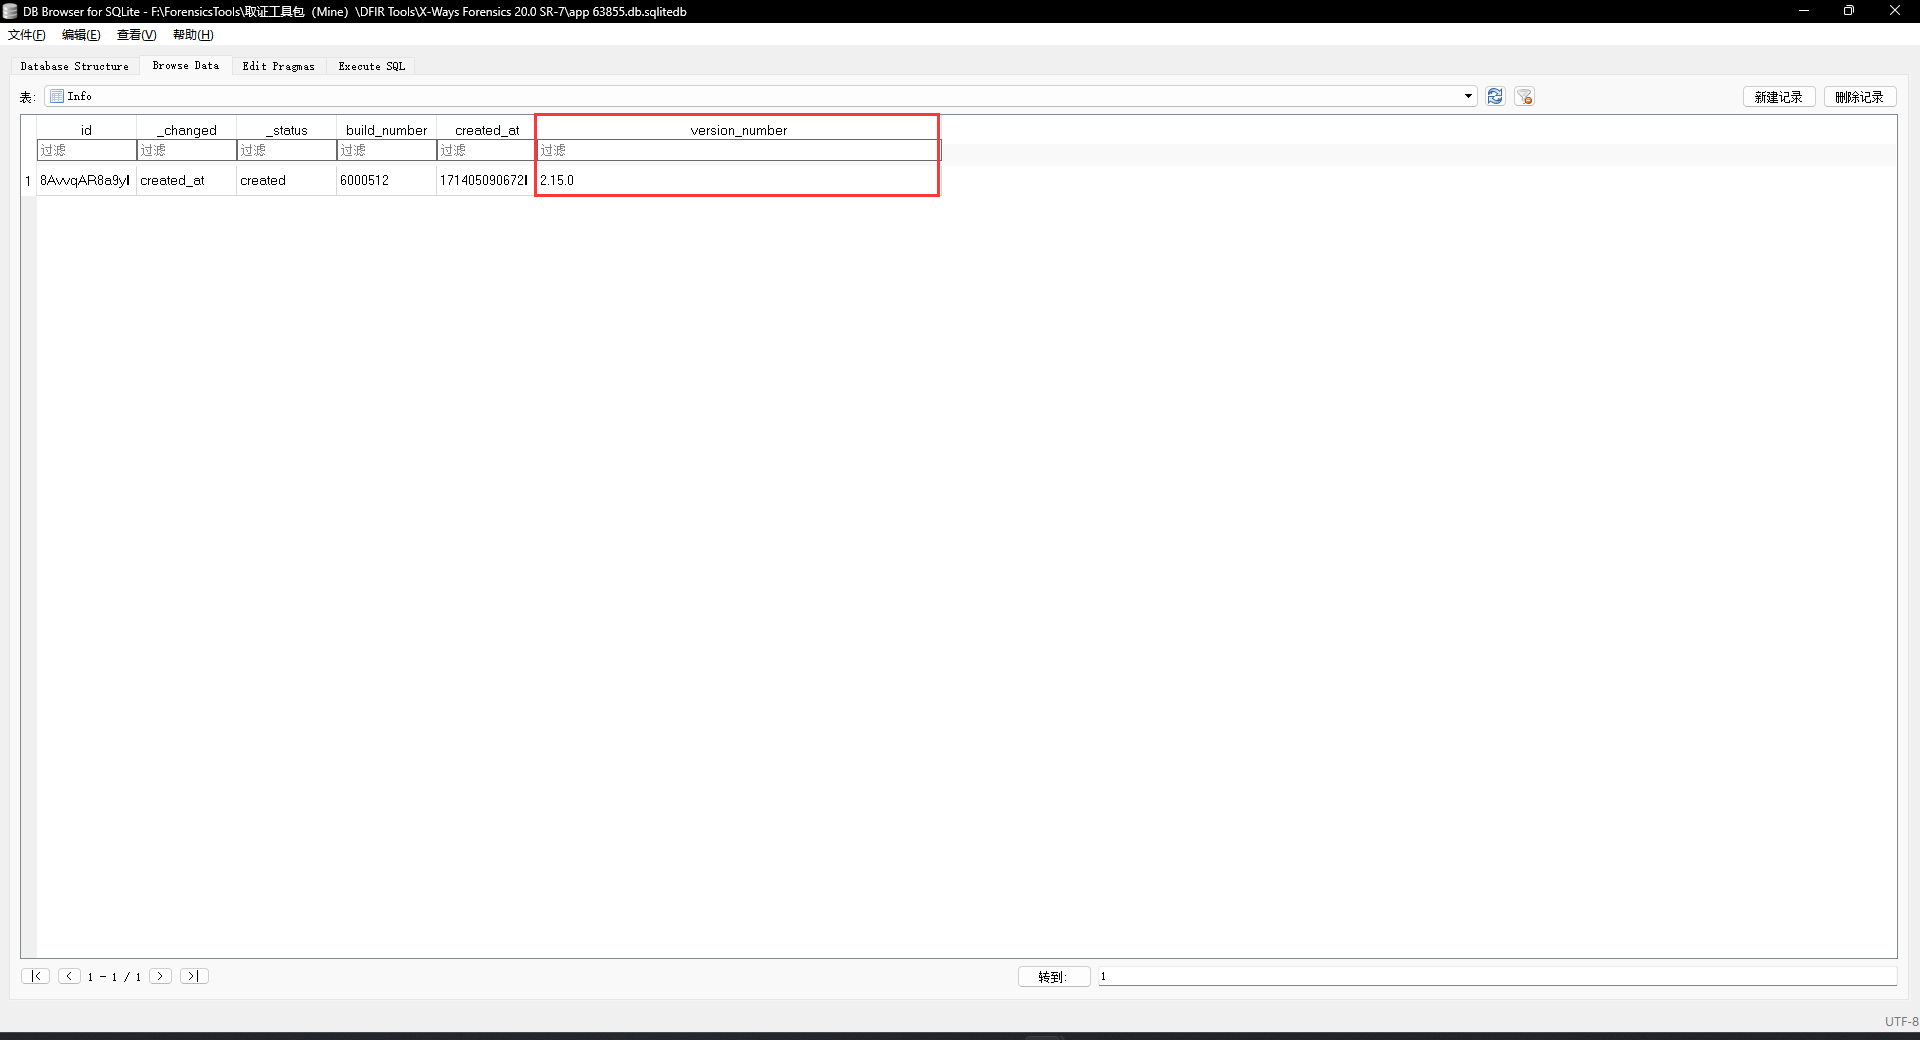 DB Browser for SQLite - F:\ForensicsTools\取证工具包（Mine）\DFIR Tools\X-Ways Forensics 20.0 SR-7\app 63855.db.sqlitedb
文件(F) 编辑(E) 查看(V) 帮助(H)
Database Structure Browse Data Edit Pragmas Execute SQL
表: Info 新建记录 删除记录
id _changed _status build_number created_at version_number
过滤 过滤 过滤 过滤 过滤 过滤
1 created_at created 6000512 2.15.0
|< < 1 - 1 / 1 > >| 转到: 1
UTF-8